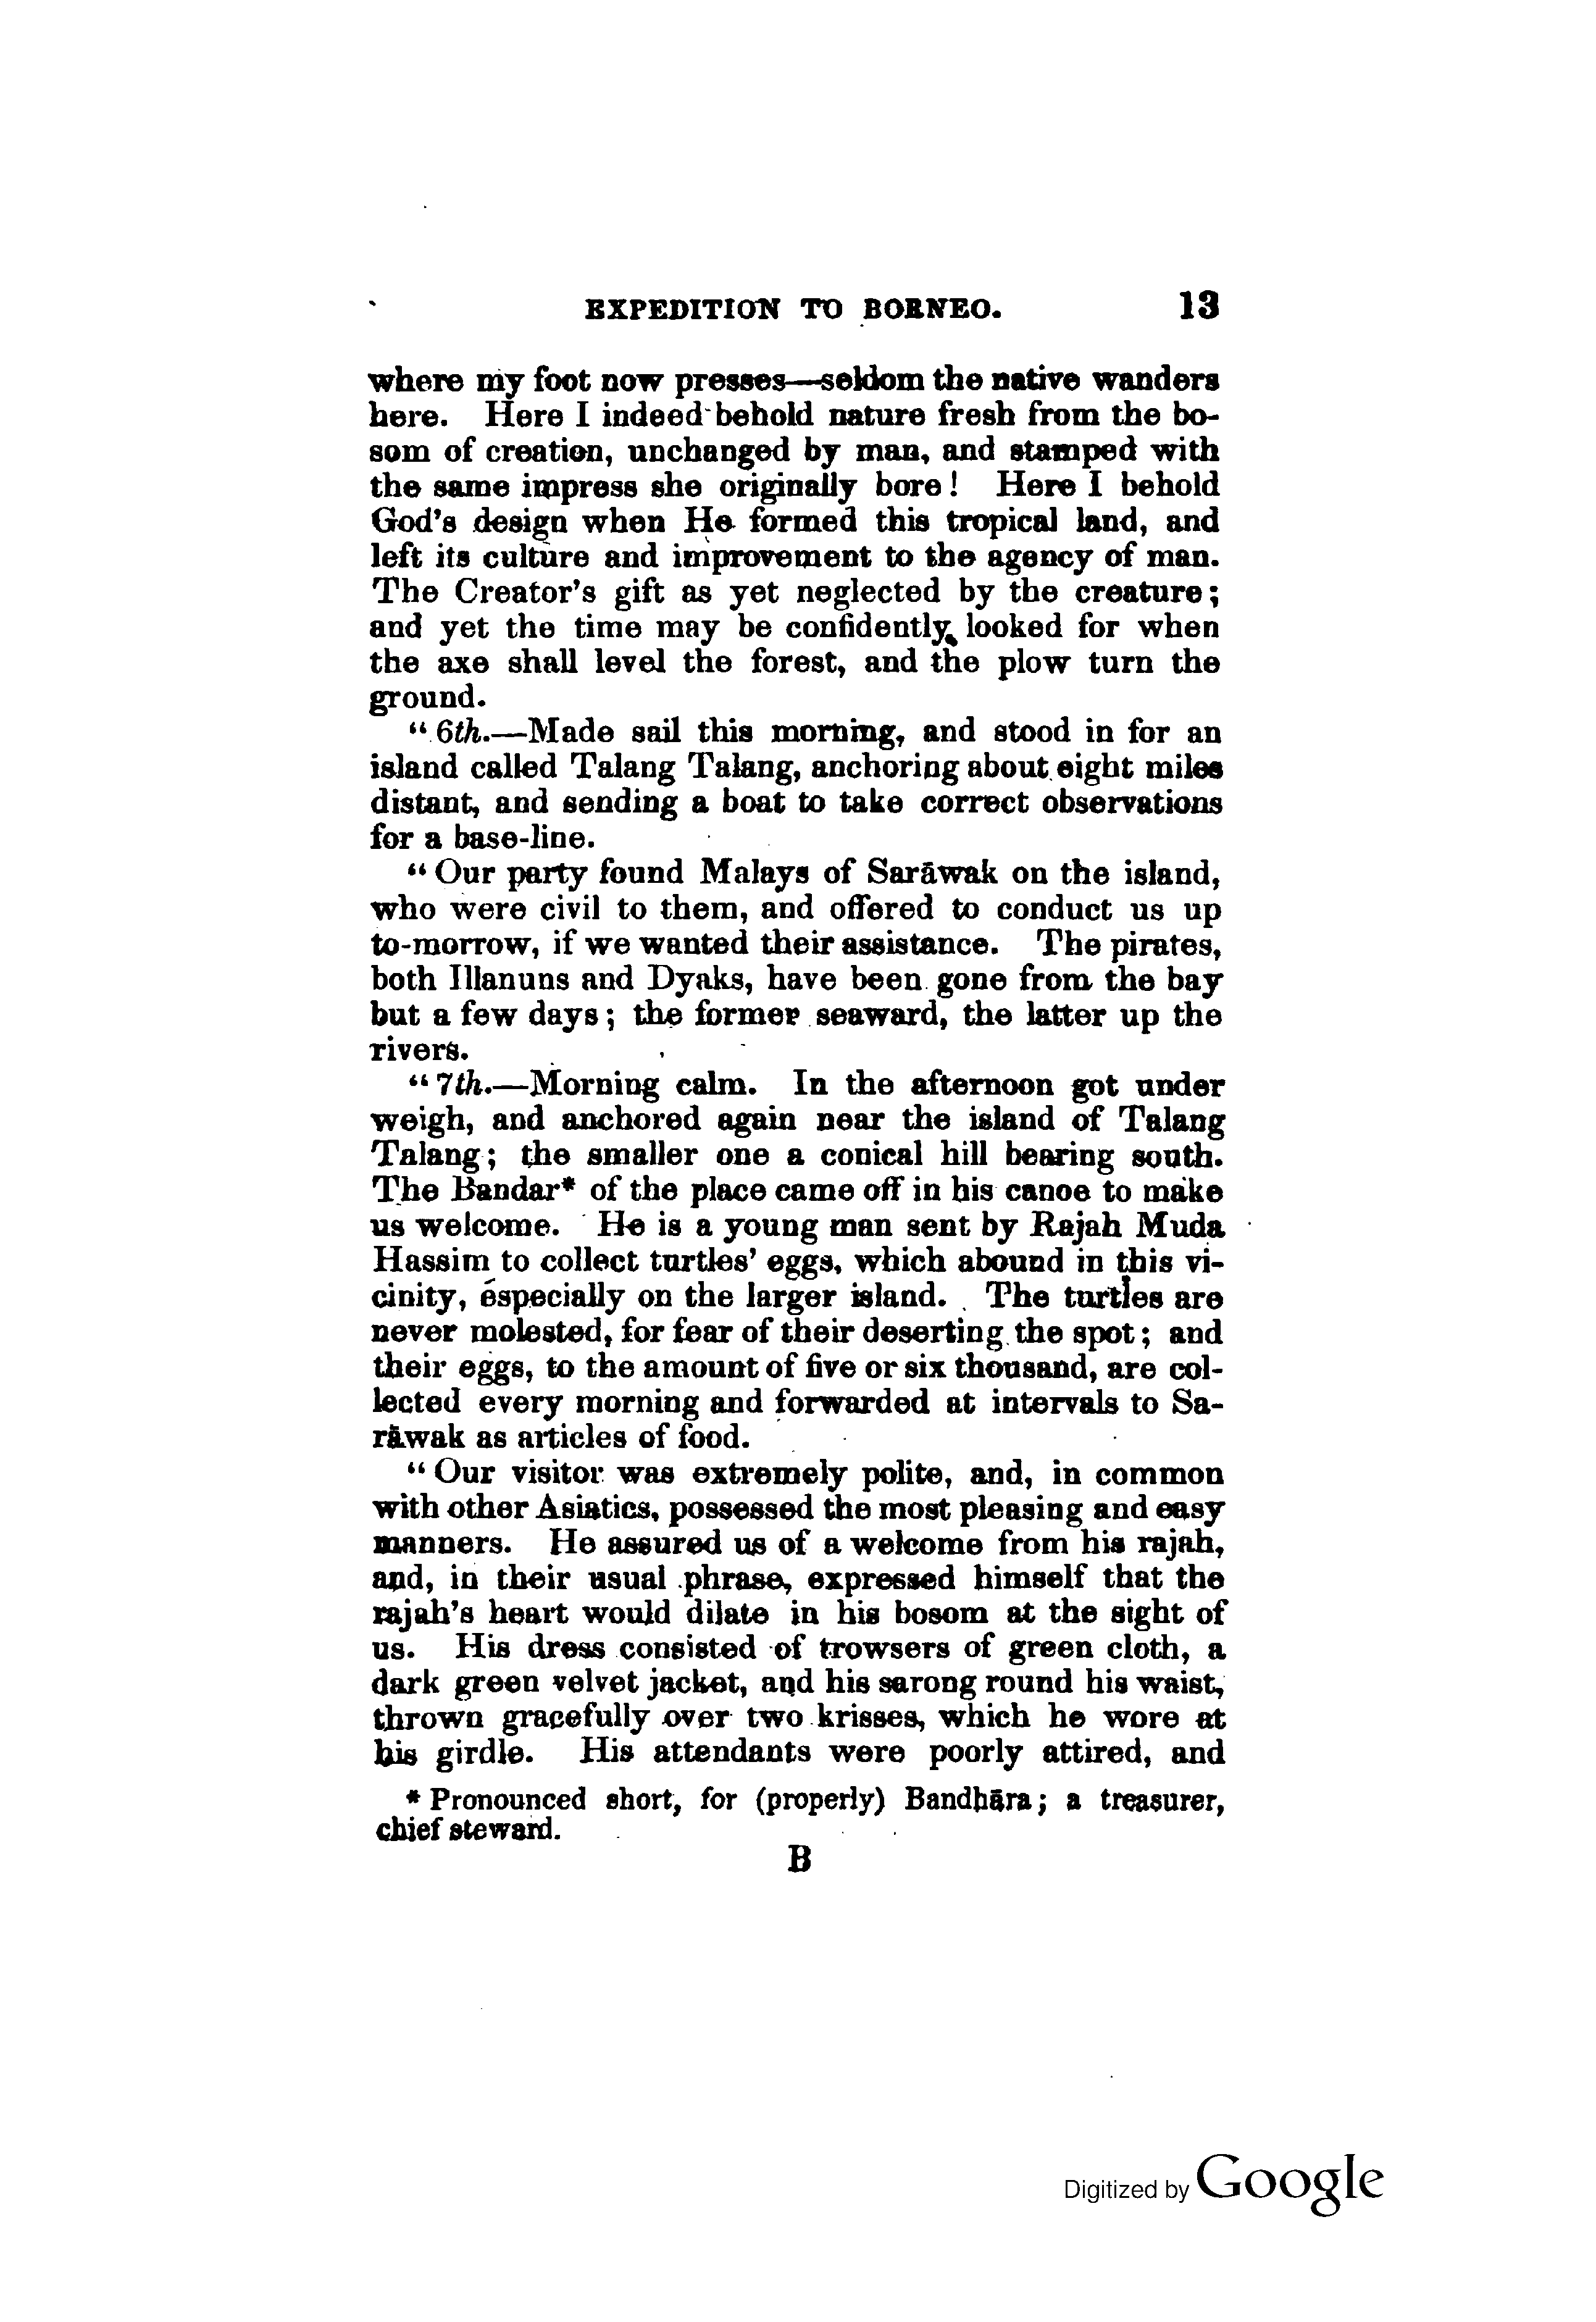 EXPEDITION TO BORNEO. 13
where my foot now presses—seldom the native wanders
here. Here I indeed behold nature fresh from the bo-
som of creation, unchanged by man, and stamped with
the same impress she originally bore! Here I behold
God's design when He formed this tropical land, and
left its culture and improvement to the agency of man.
The Creator's gift as yet neglected by the creature;
and yet the time may be confidently looked for when
the axe shall level the forest, and the plow turn the
ground.
"6th.—Made sail this morning, and stood in for an
island called Talang Talang, anchoring about eight miles
distant, and sending a boat to take correct observations
for a base-line.
"Our party found Malays of Sarāwak on the island,
who were civil to them, and offered to conduct us up
to-morrow, if we wanted their assistance. The pirates,
both Illanuns and Dyaks, have been gone from the bay
but a few days; the former seaward, the latter up the
rivers.
"7th.—Morning calm. In the afternoon got under
weigh, and anchored again near the island of Talang
Talang; the smaller one a conical hill bearing south.
The Bandar* of the place came off in his canoe to make
us welcome. He is a young man sent by Rajah Muda
Hassim to collect turtles' eggs, which abound in this vi-
cinity, especially on the larger island. The turtles are
never molested, for fear of their deserting the spot; and
their eggs, to the amount of five or six thousand, are col-
lected every morning and forwarded at intervals to Sa-
rāwak as articles of food.
"Our visitor was extremely polite, and, in common
with other Asiatics, possessed the most pleasing and easy
manners. He assured us of a welcome from his rajah,
and, in their usual phrase, expressed himself that the
rajah's heart would dilate in his bosom at the sight of
us. His dress consisted of trowsers of green cloth, a
dark green velvet jacket, and his sarong round his waist,
thrown gracefully over two krisses, which he wore at
his girdle. His attendants were poorly attired, and
* Pronounced short, for (properly) Bandhāra; a treasurer,
chief steward.
B
Digitized by Google